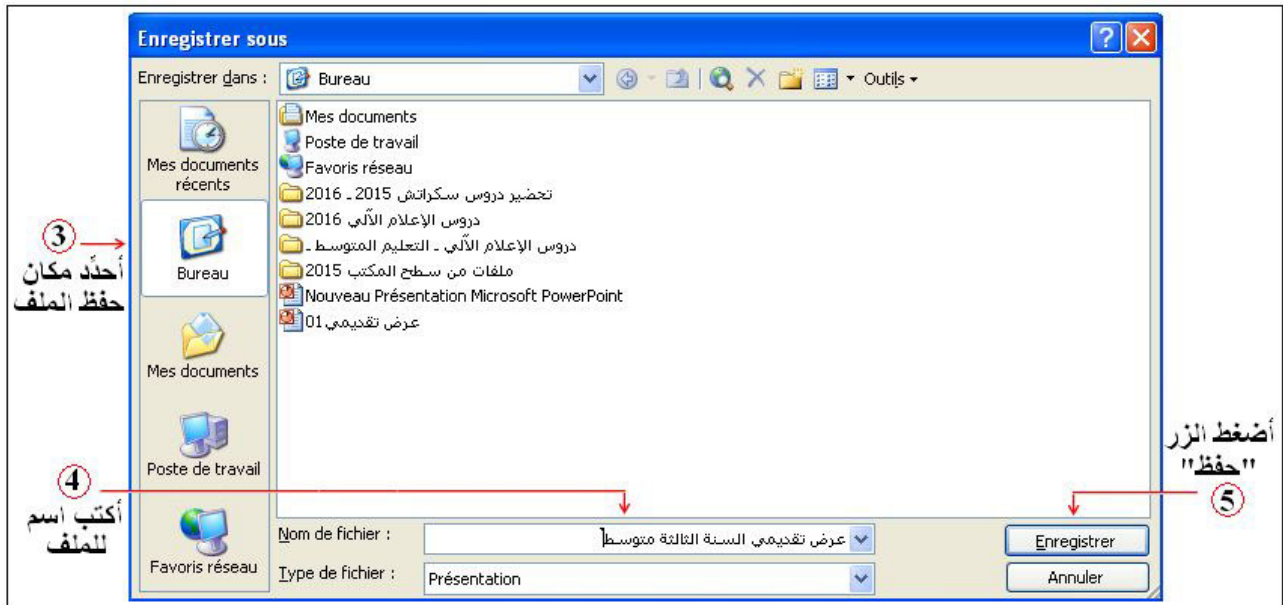 Enregistrer sous
Enregistrer dans :
Bureau
Outils
Mes documents récents
Bureau
Mes documents
Poste de travail
Favoris réseau
Mes documents
Poste de travail
Favoris réseau
تحضير دروس سكراتش 2015 ـ 2016
دروس الإعلام الآلي 2016
دروس الإعلام الآلي ـ التعليم المتوسط ـ
ملفات من سطح المكتب 2015
Nouveau Présentation Microsoft PowerPoint
عرض تقديمي 01
3
أحدّد مكان
حفظ الملف
4
أكتب اسم
للملف
أضغط الزر
"حفظ"
5
Nom de fichier :
عرض تقديمي السنة الثالثة متوسط
Enregistrer
Type de fichier :
Présentation
Annuler